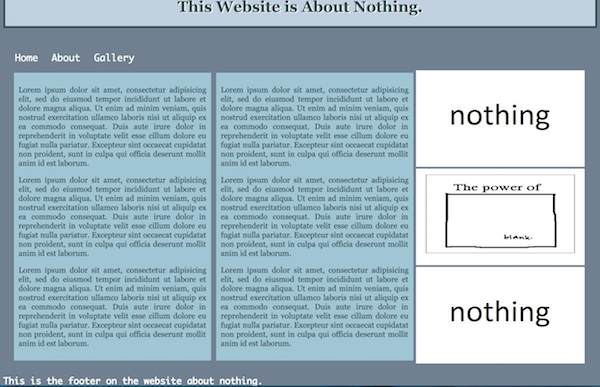 This Website is About Nothing.
Home About Gallery
Lorem ipsum dolor sit amet, consectetur adipisicing
elit, sed do eiusmod tempor incididunt ut labore et
dolore magna aliqua. Ut enim ad minim veniam, quis
nostrud exercitation ullamco laboris nisi ut aliquip ex
ea commodo consequat. Duis aute irure dolor in
reprehenderit in voluptate velit esse cillum dolore eu
fugiat nulla pariatur. Excepteur sint occaecat cupidatat
non proident, sunt in culpa qui officia deserunt mollit
anim id est laborum.
Lorem ipsum dolor sit amet, consectetur adipisicing
elit, sed do eiusmod tempor incididunt ut labore et
dolore magna aliqua. Ut enim ad minim veniam, quis
nostrud exercitation ullamco laboris nisi ut aliquip ex
ea commodo consequat. Duis aute irure dolor in
reprehenderit in voluptate velit esse cillum dolore eu
fugiat nulla pariatur. Excepteur sint occaecat cupidatat
non proident, sunt in culpa qui officia deserunt mollit
anim id est laborum.
Lorem ipsum dolor sit amet, consectetur adipisicing
elit, sed do eiusmod tempor incididunt ut labore et
dolore magna aliqua. Ut enim ad minim veniam, quis
nostrud exercitation ullamco laboris nisi ut aliquip ex
ea commodo consequat. Duis aute irure dolor in
reprehenderit in voluptate velit esse cillum dolore eu
fugiat nulla pariatur. Excepteur sint occaecat cupidatat
non proident, sunt in culpa qui officia deserunt mollit
anim id est laborum.
Lorem ipsum dolor sit amet, consectetur adipisicing
elit, sed do eiusmod tempor incididunt ut labore et
dolore magna aliqua. Ut enim ad minim veniam, quis
nostrud exercitation ullamco laboris nisi ut aliquip ex
ea commodo consequat. Duis aute irure dolor in
reprehenderit in voluptate velit esse cillum dolore eu
fugiat nulla pariatur. Excepteur sint occaecat cupidatat
non proident, sunt in culpa qui officia deserunt mollit
anim id est laborum.
Lorem ipsum dolor sit amet, consectetur adipisicing
elit, sed do eiusmod tempor incididunt ut labore et
dolore magna aliqua. Ut enim ad minim veniam, quis
nostrud exercitation ullamco laboris nisi ut aliquip ex
ea commodo consequat. Duis aute irure dolor in
reprehenderit in voluptate velit esse cillum dolore eu
fugiat nulla pariatur. Excepteur sint occaecat cupidatat
non proident, sunt in culpa qui officia deserunt mollit
anim id est laborum.
Lorem ipsum dolor sit amet, consectetur adipisicing
elit, sed do eiusmod tempor incididunt ut labore et
dolore magna aliqua. Ut enim ad minim veniam, quis
nostrud exercitation ullamco laboris nisi ut aliquip ex
ea commodo consequat. Duis aute irure dolor in
reprehenderit in voluptate velit esse cillum dolore eu
fugiat nulla pariatur. Excepteur sint occaecat cupidatat
non proident, sunt in culpa qui officia deserunt mollit
anim id est laborum.
nothing
The power of
blank
nothing
This is the footer on the website about nothing.